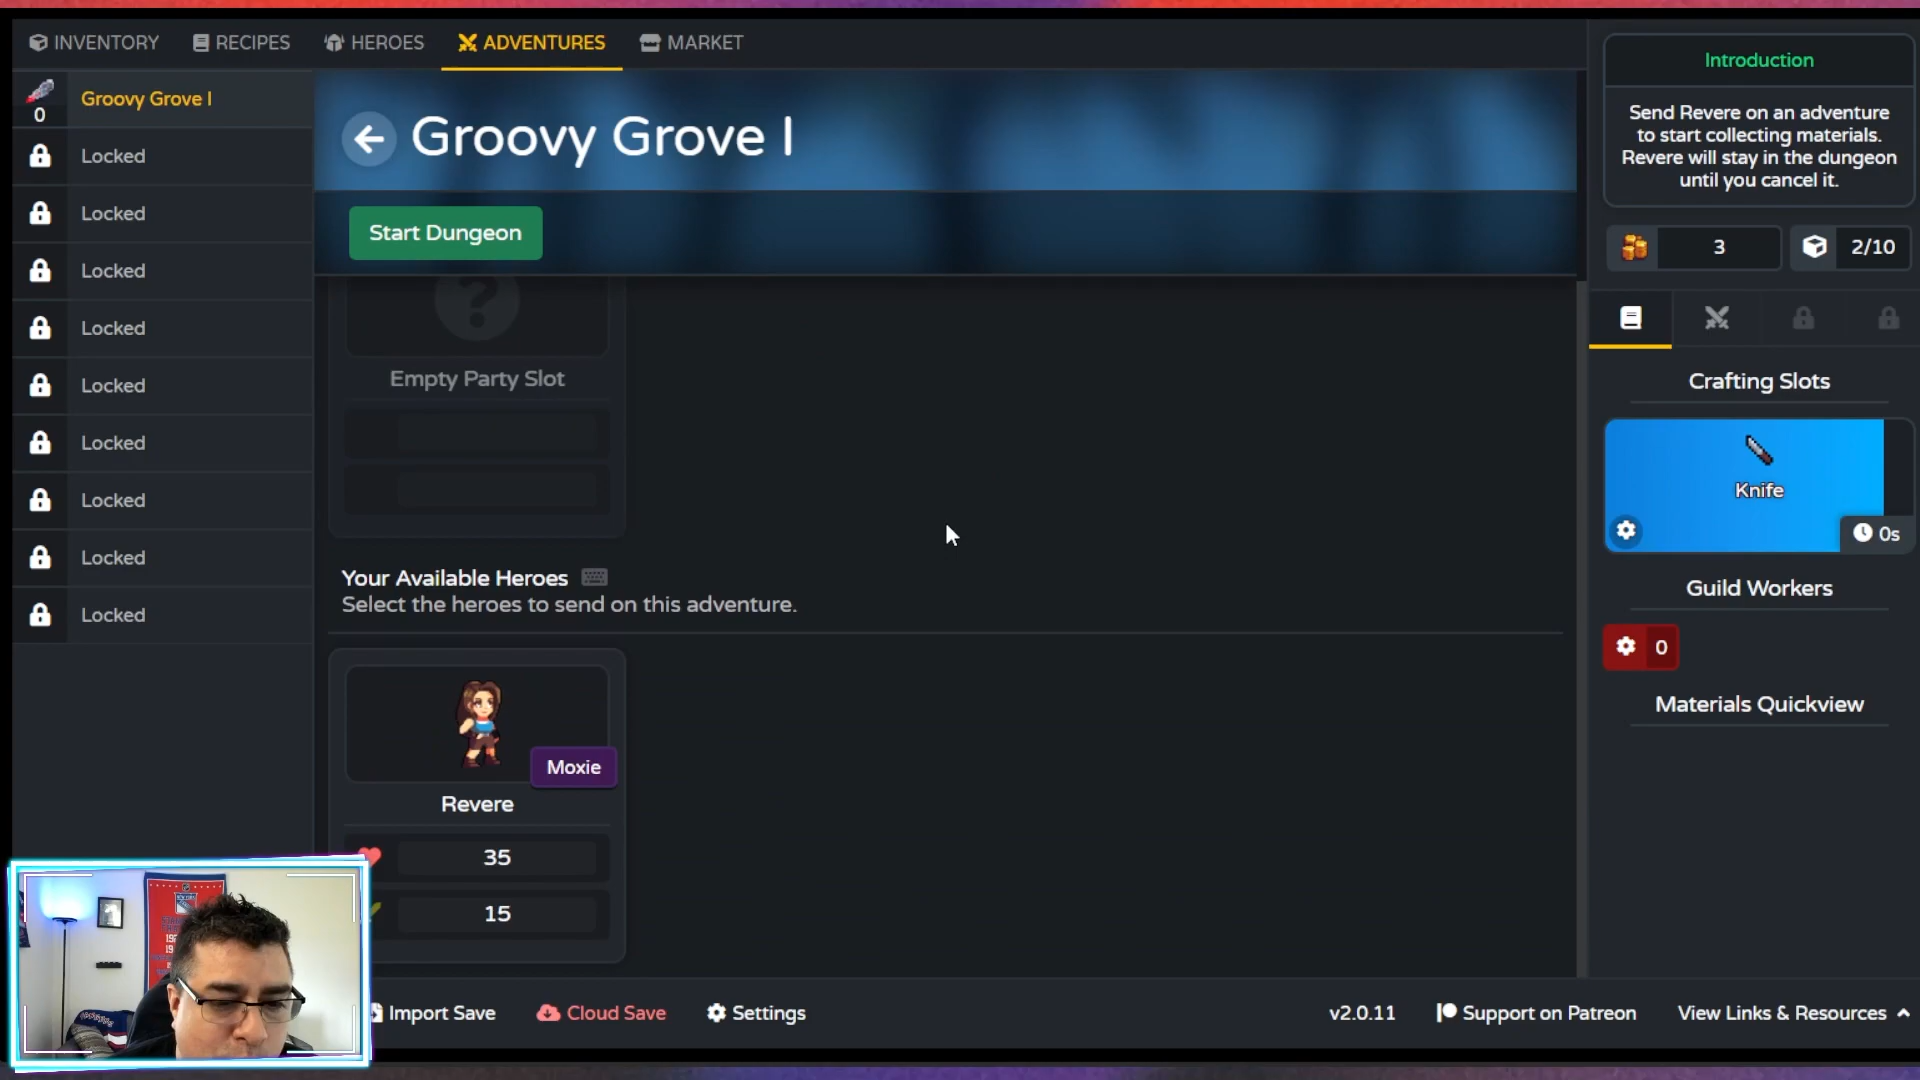 INVENTORY
RECIPES
HEROES
ADVENTURES
MARKET
0
Groovy Grove I
Locked
Locked
Locked
Locked
Locked
Locked
Locked
Locked
Locked
Groovy Grove I
Start Dungeon
Empty Party Slot
Your Available Heroes
Select the heroes to send on this adventure.
Moxie
Revere
35
15
Introduction
Send Revere on an adventure
to start collecting materials.
Revere will stay in the dungeon
until you cancel it.
3
2/10
Crafting Slots
Knife
0s
Guild Workers
0
Materials Quickview
Import Save
Cloud Save
Settings
v2.0.11
Support on Patreon
View Links & Resources